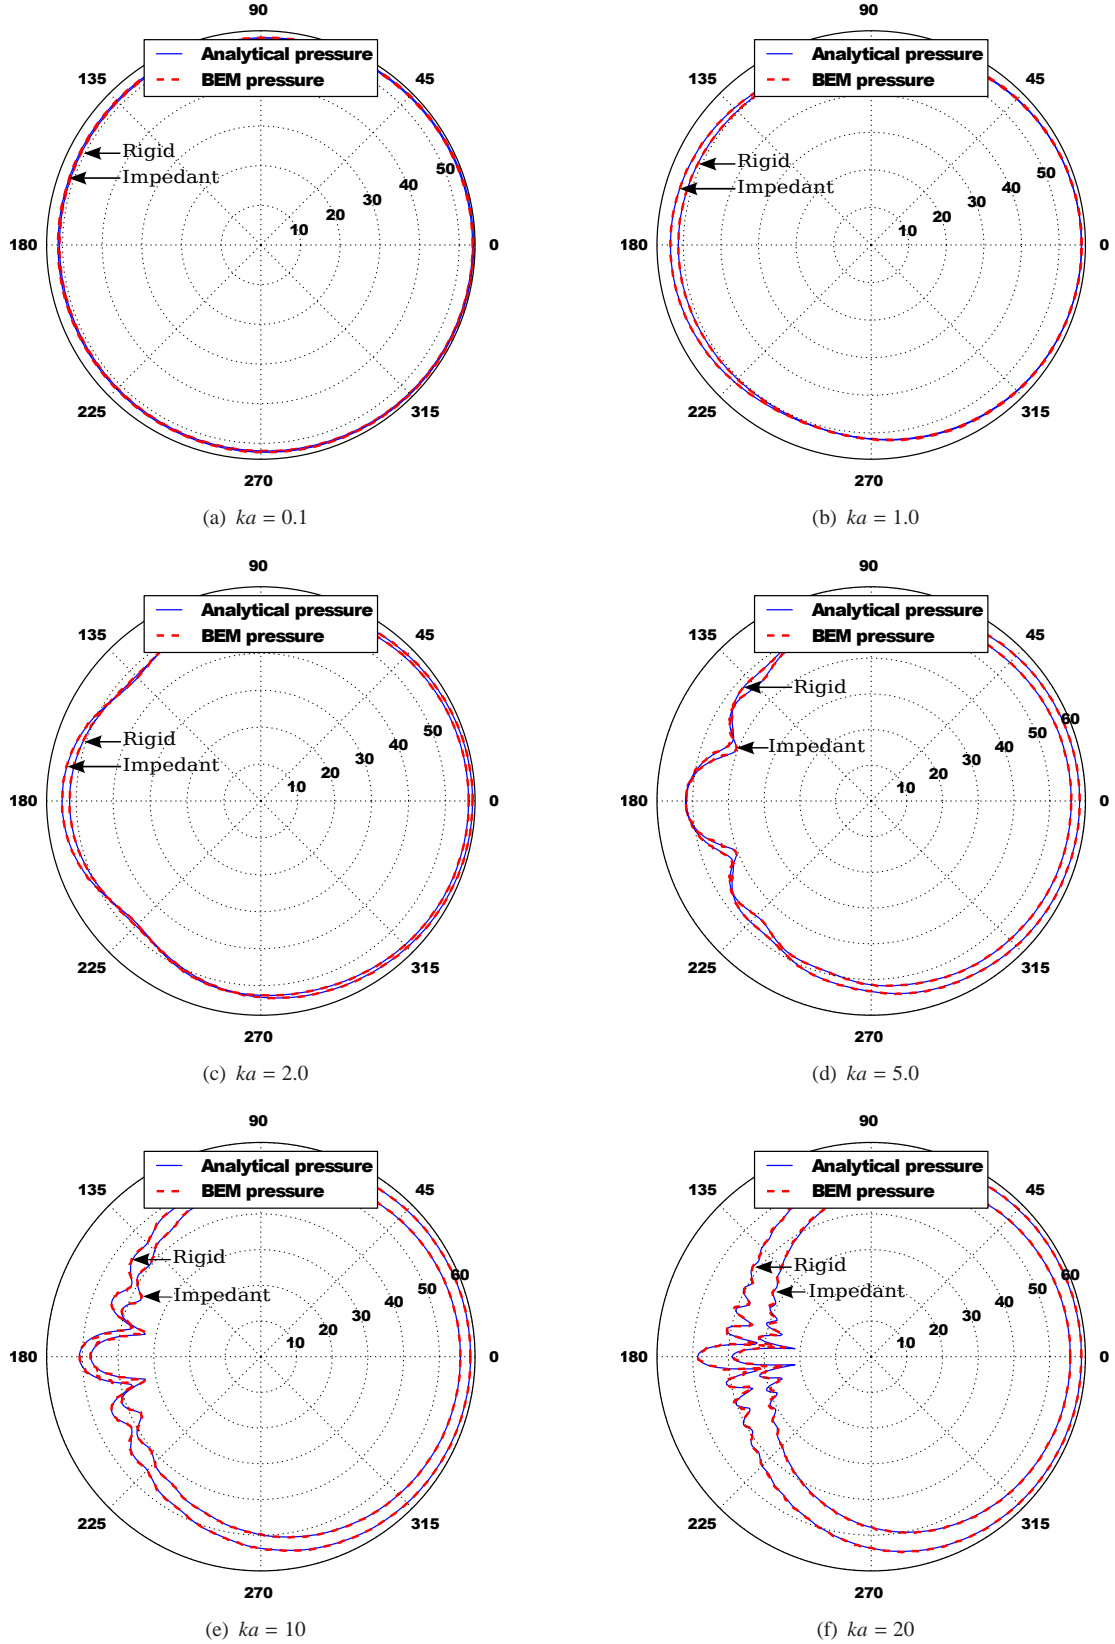 90
90
Analytical pressure
BEM pressure
Analytical pressure
BEM pressure
135
45
135
45
Rigid
Impedant
50
40
30
20
10
Rigid
Impedant
50
40
30
20
10
180
0
180
0
225
315
225
315
270
270
(a) ka = 0.1
(b) ka = 1.0
90
90
Analytical pressure
BEM pressure
Analytical pressure
BEM pressure
135
45
135
45
Rigid
Impedant
50
40
30
20
10
Rigid
Impedant
60
50
40
30
20
10
180
0
180
0
225
315
225
315
270
270
(c) ka = 2.0
(d) ka = 5.0
90
90
Analytical pressure
BEM pressure
Analytical pressure
BEM pressure
135
45
135
45
Rigid
Impedant
60
50
40
30
20
10
Rigid
Impedant
60
50
40
30
20
10
180
0
180
0
225
315
225
315
270
270
(e) ka = 10
(f) ka = 20